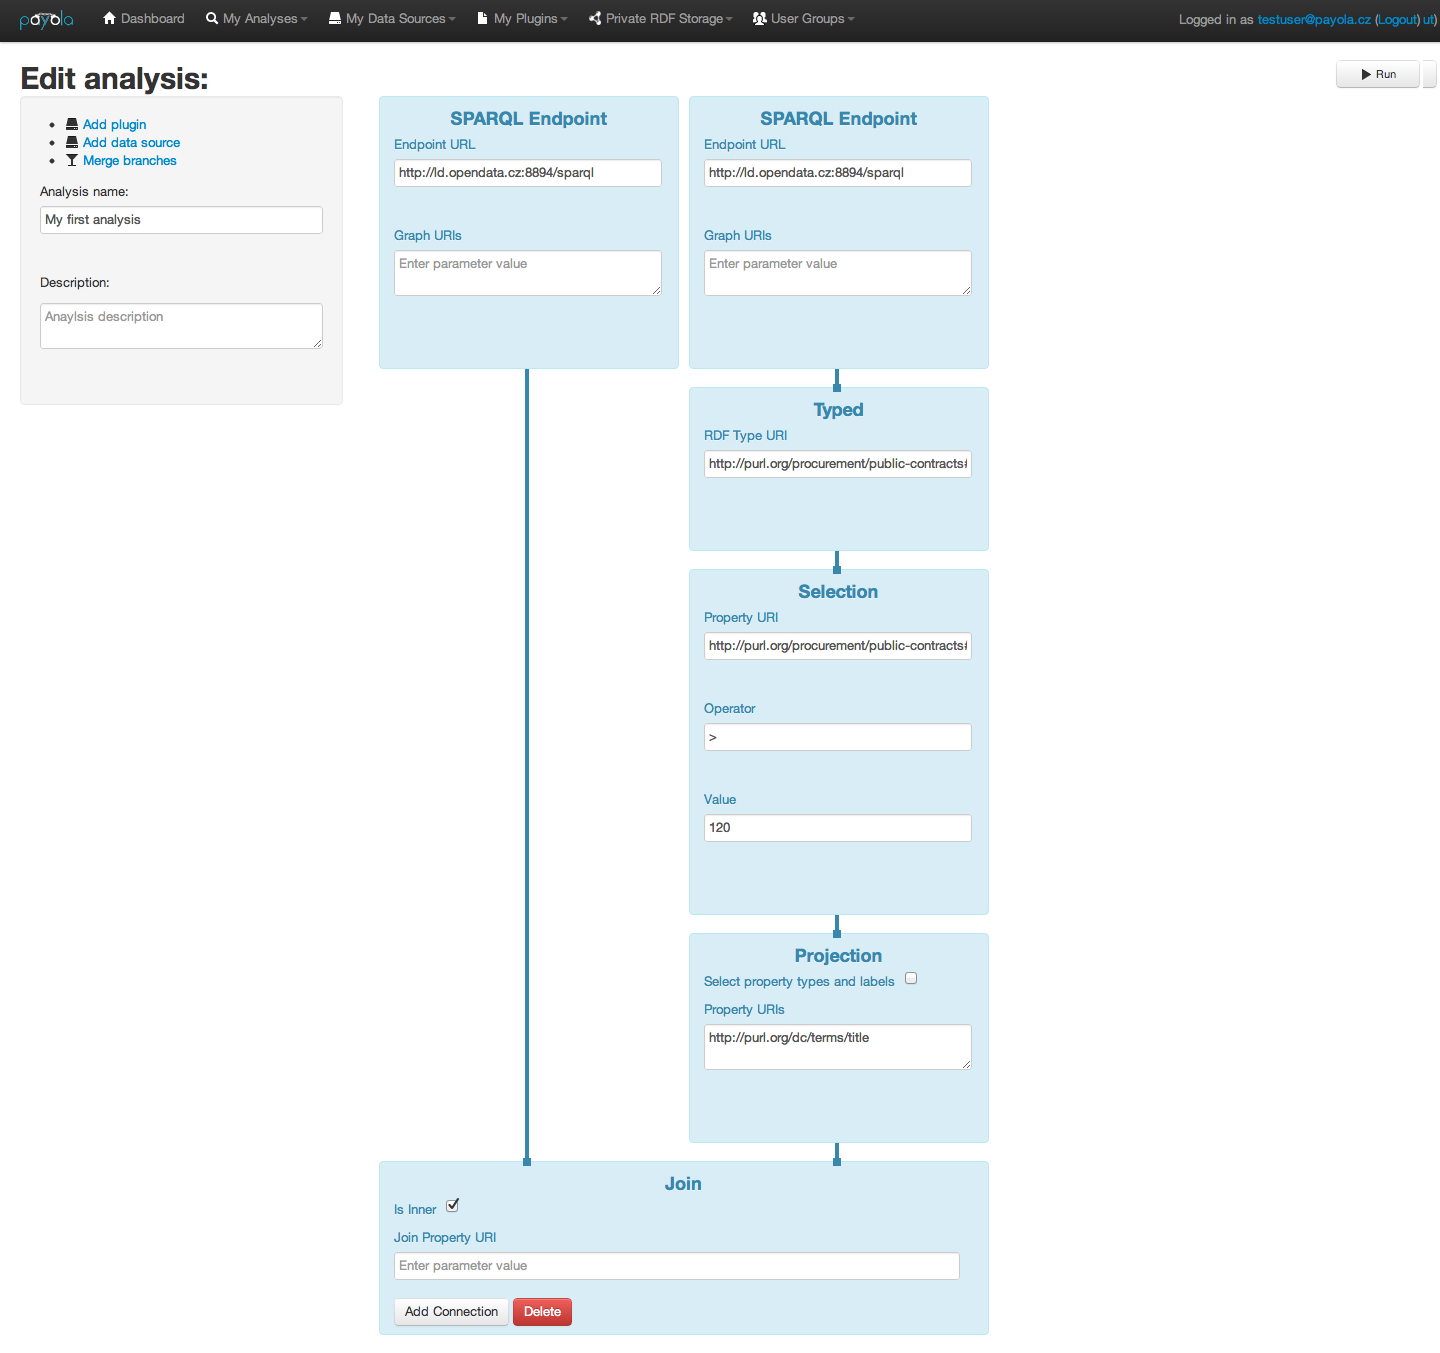 payola Dashboard My Analyses My Data Sources My Plugins Private RDF Storage User Groups Logged in as testuser@payola.cz (Logout) ut)
Edit analysis:
Run
Add plugin
Add data source
Merge branches
Analysis name:
My first analysis
Description:
Anaylsis description
SPARQL Endpoint
Endpoint URL
http://ld.opendata.cz:8894/sparql
Graph URIs
Enter parameter value
SPARQL Endpoint
Endpoint URL
http://ld.opendata.cz:8894/sparql
Graph URIs
Enter parameter value
Typed
RDF Type URI
http://purl.org/procurement/public-contracts#
Selection
Property URI
http://purl.org/procurement/public-contracts#
Operator
>
Value
120
Projection
Select property types and labels
Property URIs
http://purl.org/dc/terms/title
Join
Is Inner
Join Property URI
Enter parameter value
Add Connection Delete